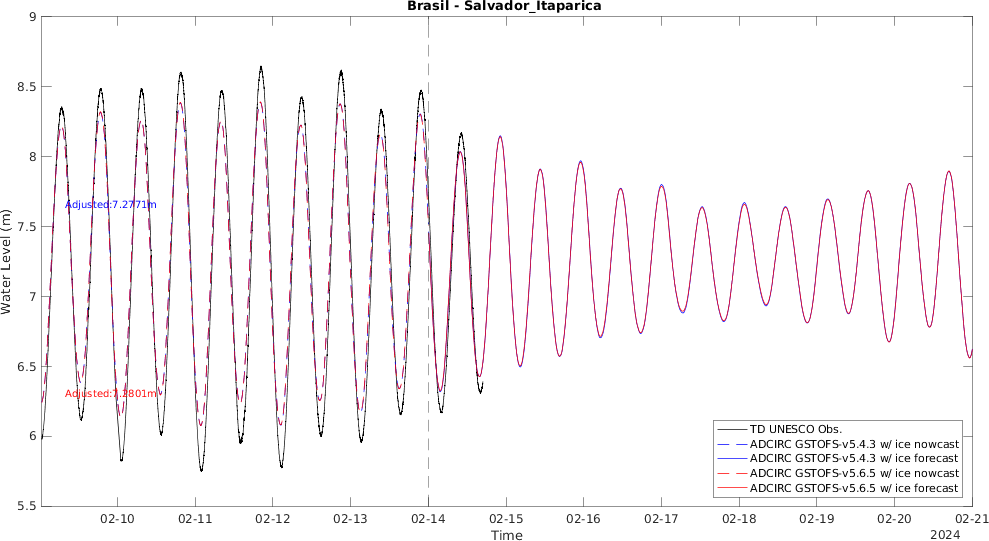 Brasil - Salvador_Itaparica
9
8.5
8
7.5
7
6.5
6
5.5
Water Level (m)
Adjusted:7.2771m
Adjusted:7.2801m
TD UNESCO Obs.
ADCIRC GSTOFS-v5.4.3 w/ ice nowcast
ADCIRC GSTOFS-v5.4.3 w/ ice forecast
ADCIRC GSTOFS-v5.6.5 w/ ice nowcast
ADCIRC GSTOFS-v5.6.5 w/ ice forecast
02-10 02-11 02-12 02-13 02-14 02-15 02-16 02-17 02-18 02-19 02-20 02-21
Time
2024